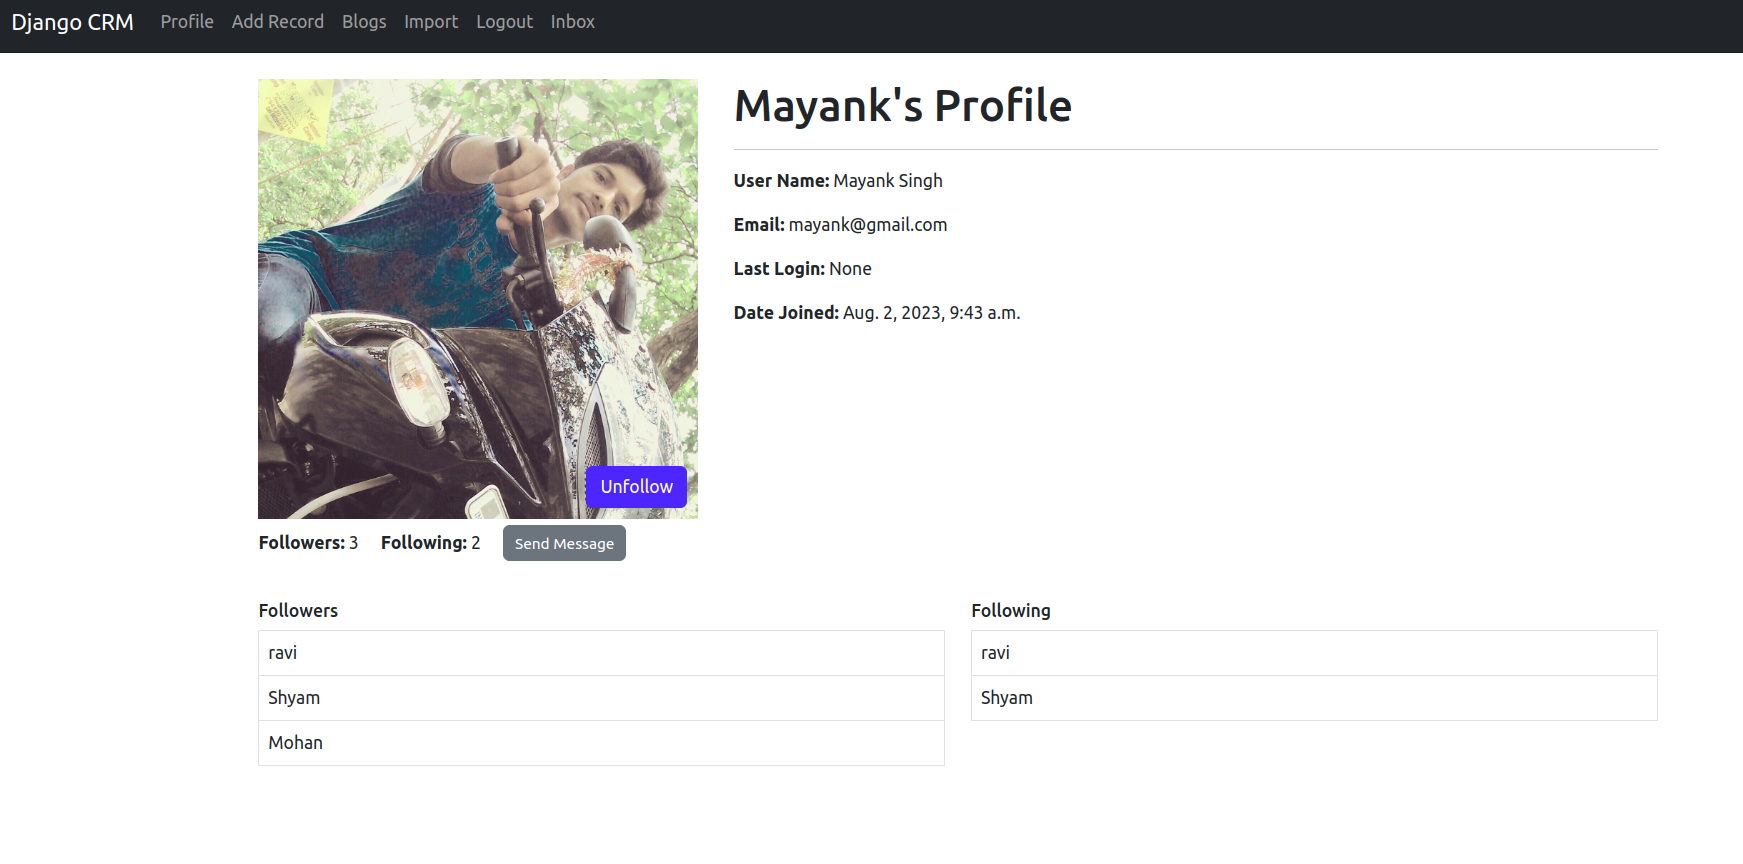 Django CRM Profile Add Record Blogs Import Logout Inbox
Mayank's Profile
User Name: Mayank Singh
Email: mayank@gmail.com
Last Login: None
Date Joined: Aug. 2, 2023, 9:43 a.m.
Unfollow
Followers: 3 Following: 2 Send Message
Followers
ravi
Shyam
Mohan
Following
ravi
Shyam